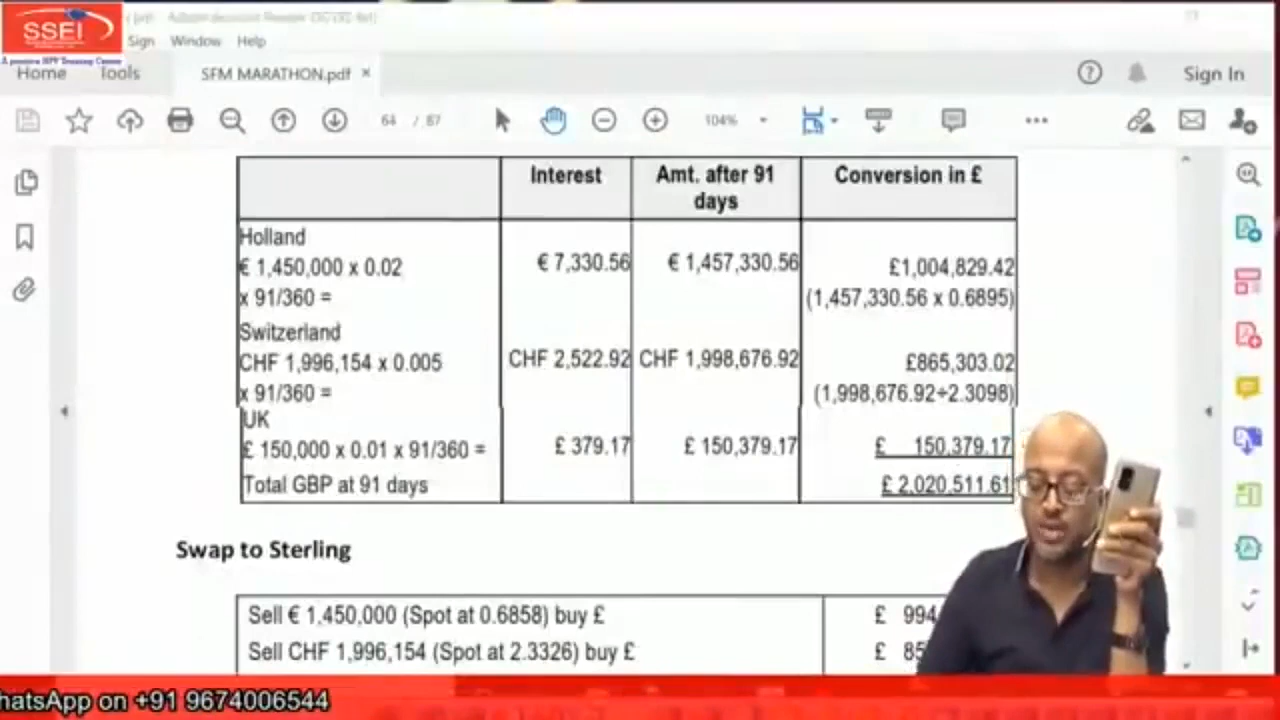 SSEI
Sign Window Help
Home Tools SFM MARATHON.pdf × Sign In
64 / 87 104%
Interest Amt. after 91 days Conversion in £
Holland
€ 1,450,000 x 0.02
x 91/360 =
€ 7,330.56 € 1,457,330.56 £1,004,829.42
(1,457,330.56 x 0.6895)
Switzerland
CHF 1,996,154 x 0.005
x 91/360 =
CHF 2,522.92 CHF 1,998,676.92 £865,303.02
(1,998,676.92÷2.3098)
UK
£ 150,000 x 0.01 x 91/360 = £ 379.17 £ 150,379.17 £ 150,379.17
Total GBP at 91 days £ 2,020,511.61
Swap to Sterling
Sell € 1,450,000 (Spot at 0.6858) buy £ £ 994
Sell CHF 1,996,154 (Spot at 2.3326) buy £ £ 85
hatsApp on +91 9674006544